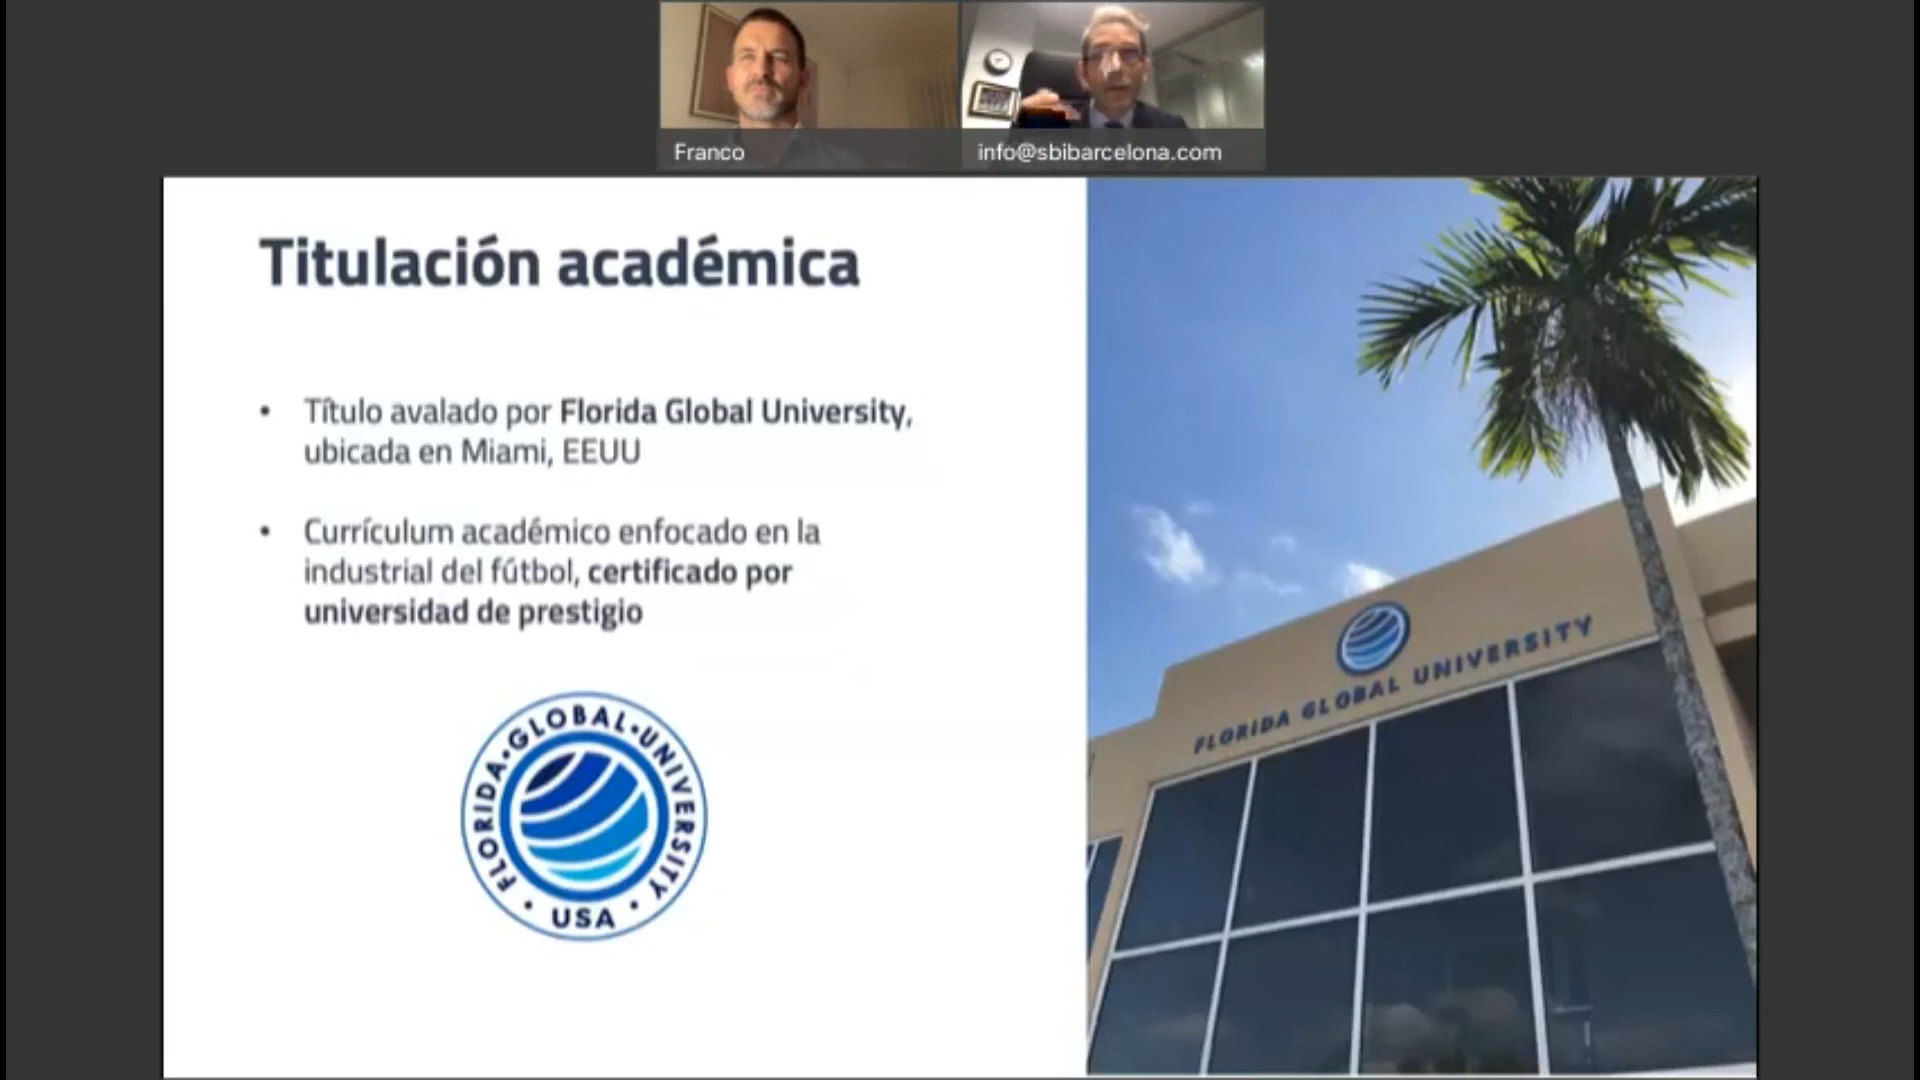 Franco
info@sbibarcelona.com
Titulación académica
• Título avalado por Florida Global University,
ubicada en Miami, EEUU
• Currículum académico enfocado en la
industrial del fútbol, certificado por
universidad de prestigio
FLORIDA • GLOBAL • UNIVERSITY
• USA •
FLORIDA GLOBAL UNIVERSITY